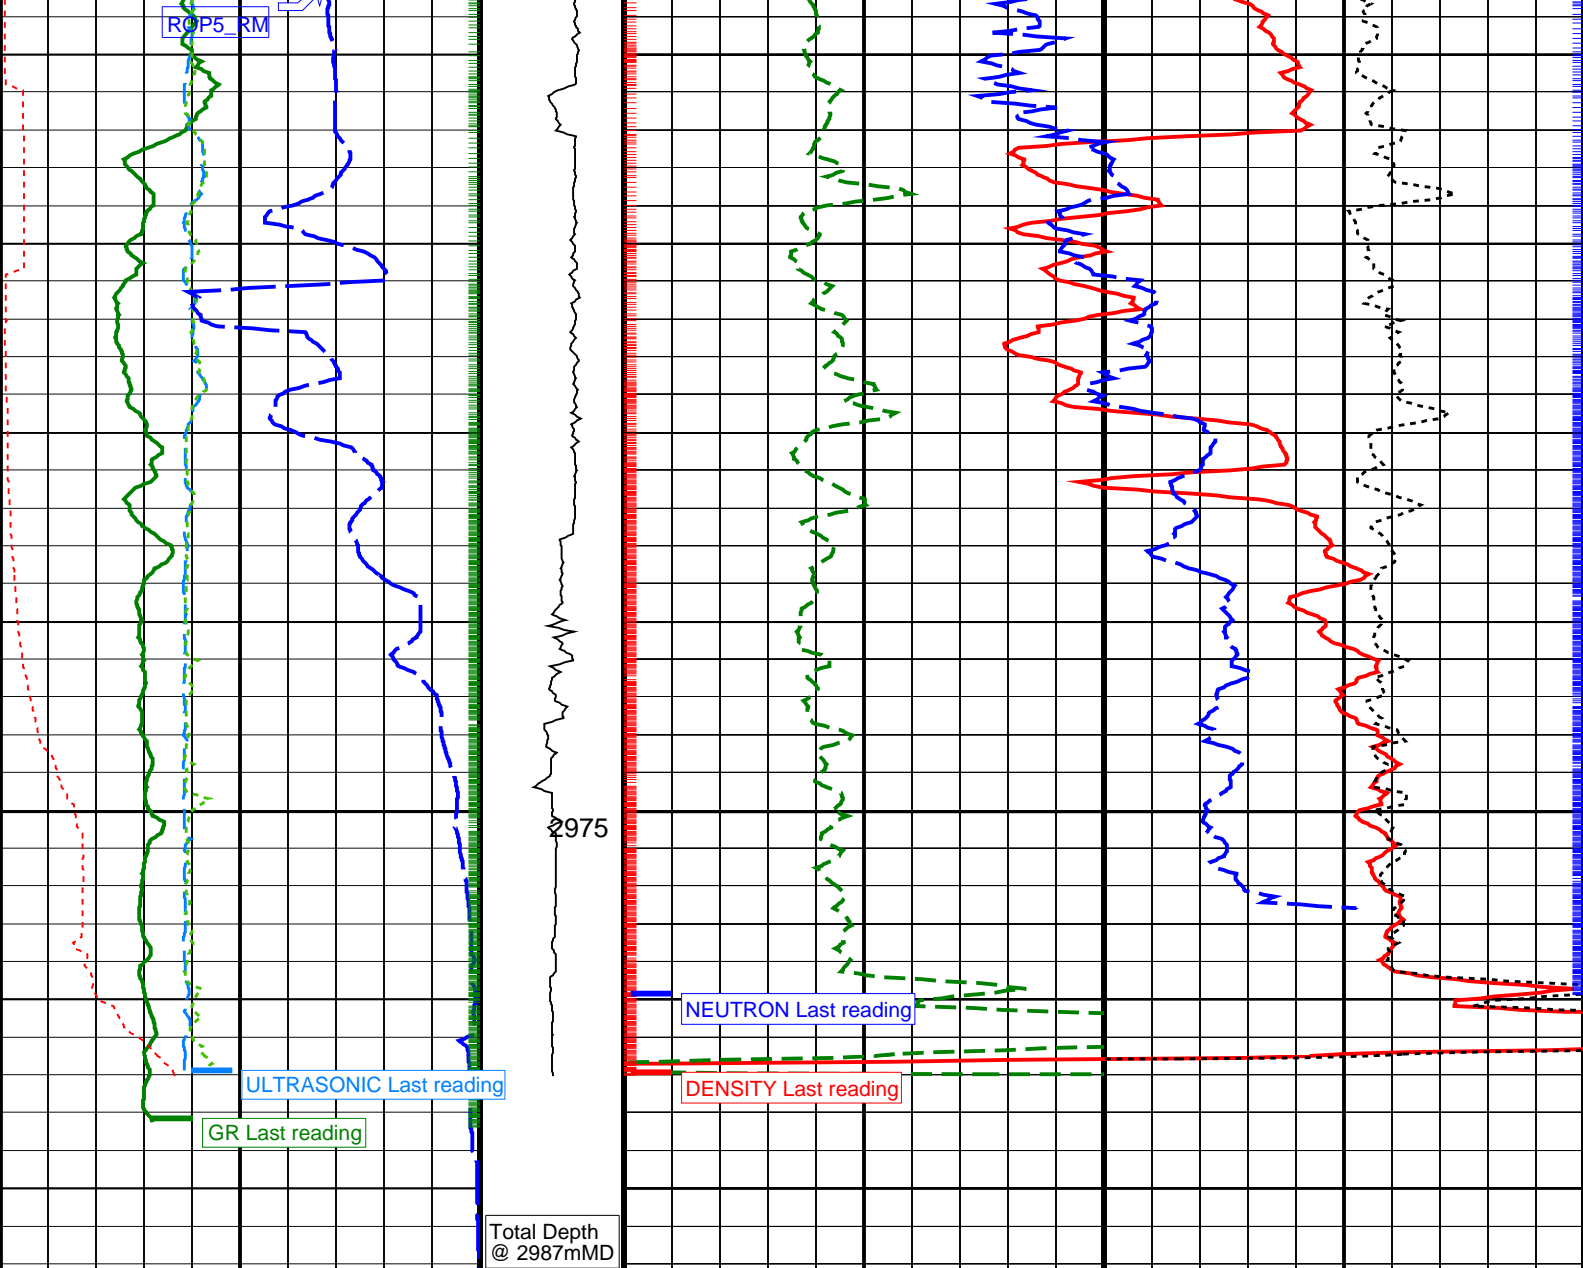 ROP5_RM
2975
NEUTRON Last reading
ULTRASONIC Last reading
DENSITY Last reading
GR Last reading
Total Depth
@ 2987mMD